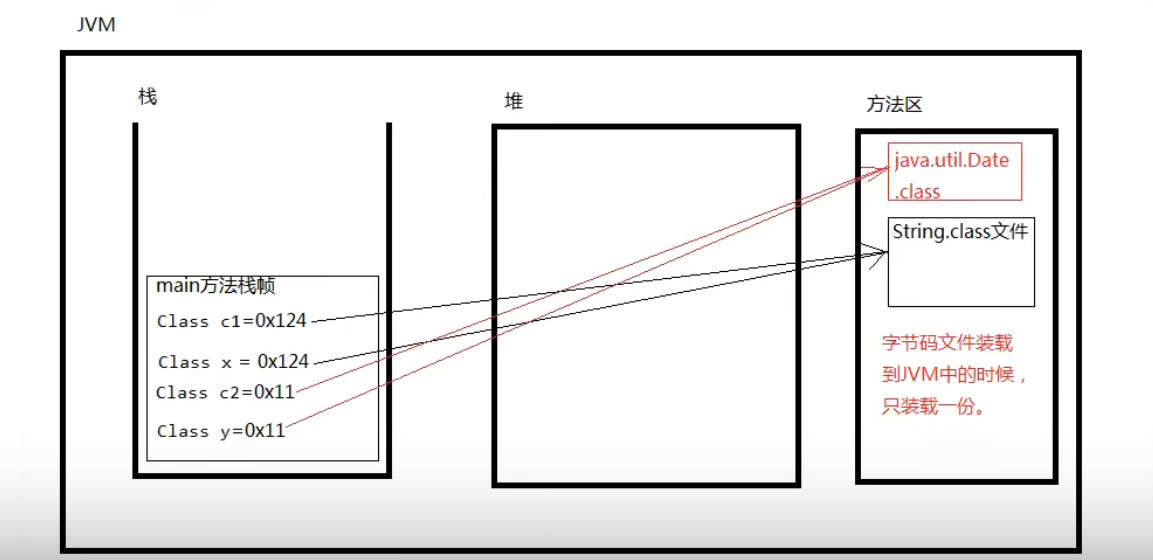 JVM
栈
堆
方法区
java.util.Date
.class
String.class文件
main方法栈帧
Class c1=0x124
Class x = 0x124
Class c2=0x11
Class y=0x11
字节码文件装载
到JVM中的时候，
只装载一份。